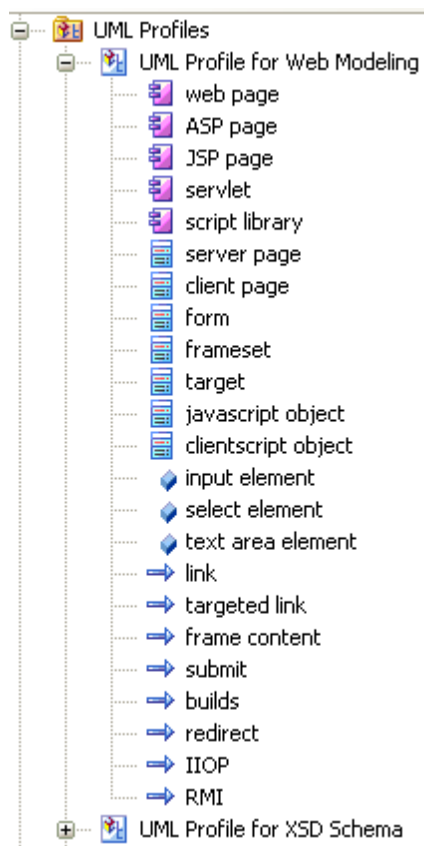 UML Profiles
UML Profile for Web Modeling
web page
ASP page
JSP page
servlet
script library
server page
client page
form
frameset
target
javascript object
clientscript object
input element
select element
text area element
link
targeted link
frame content
submit
builds
redirect
IIOP
RMI
UML Profile for XSD Schema